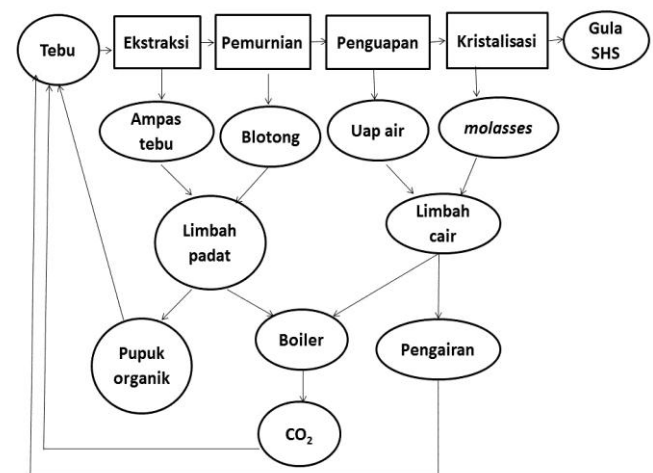 Tebu
Ekstraksi
Pemurnian
Penguapan
Kristalisasi
Gula
SHS
Ampas
tebu
Blotong
Uap air
molasses
Limbah
padat
Limbah
cair
Pupuk
organik
Boiler
Pengairan
CO₂